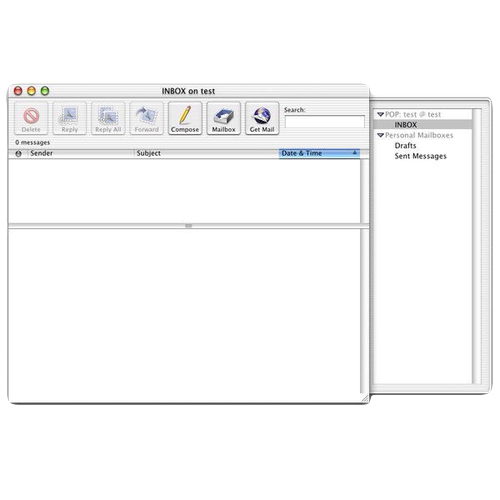 INBOX on test
Delete Reply Reply All Forward Compose Mailbox Get Mail Search:
0 messages
Sender Subject Date & Time
POP: test @ test
INBOX
Personal Mailboxes
Drafts
Sent Messages